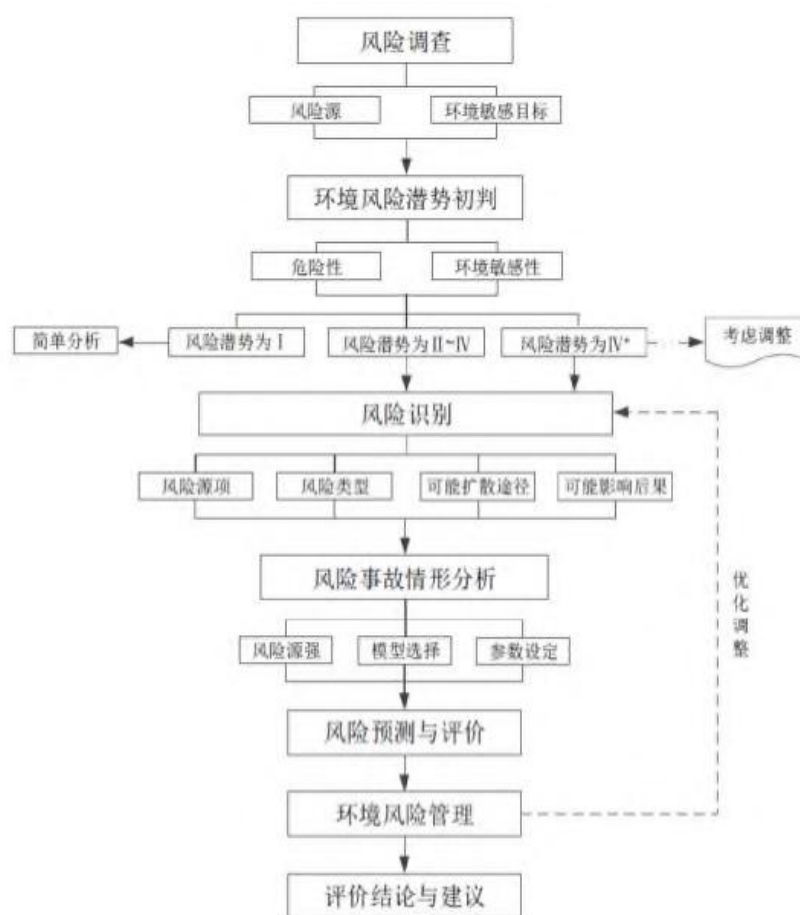 风险调查
风险源
环境敏感目标
环境风险潜势初判
危险性
环境敏感性
简单分析
风险潜势为Ⅰ
风险潜势为Ⅱ~Ⅳ
风险潜势为Ⅳ+
考虑调整
风险识别
风险源项
风险类型
可能扩散途径
可能影响后果
风险事故情形分析
风险源强
模型选择
参数设定
优化调整
风险预测与评价
环境风险管理
评价结论与建议